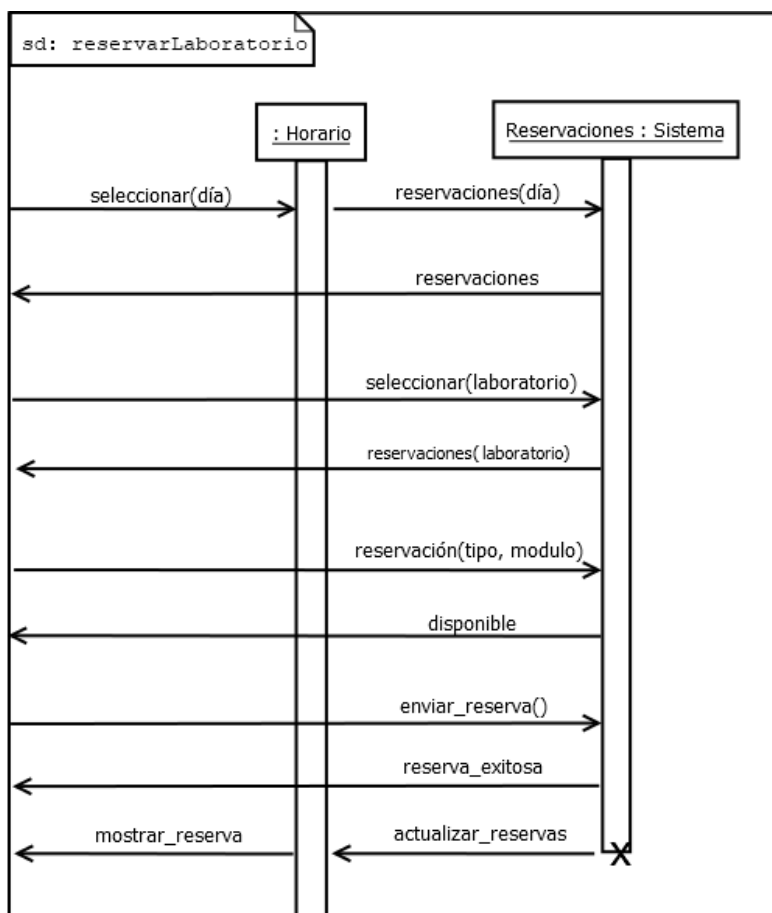 sd: reservarLaboratorio
: Horario
Reservaciones : Sistema
seleccionar(día)
reservaciones(día)
reservaciones
seleccionar(laboratorio)
reservaciones(laboratorio)
reservación(tipo, modulo)
disponible
enviar_reserva()
reserva_exitosa
mostrar_reserva
actualizar_reservas